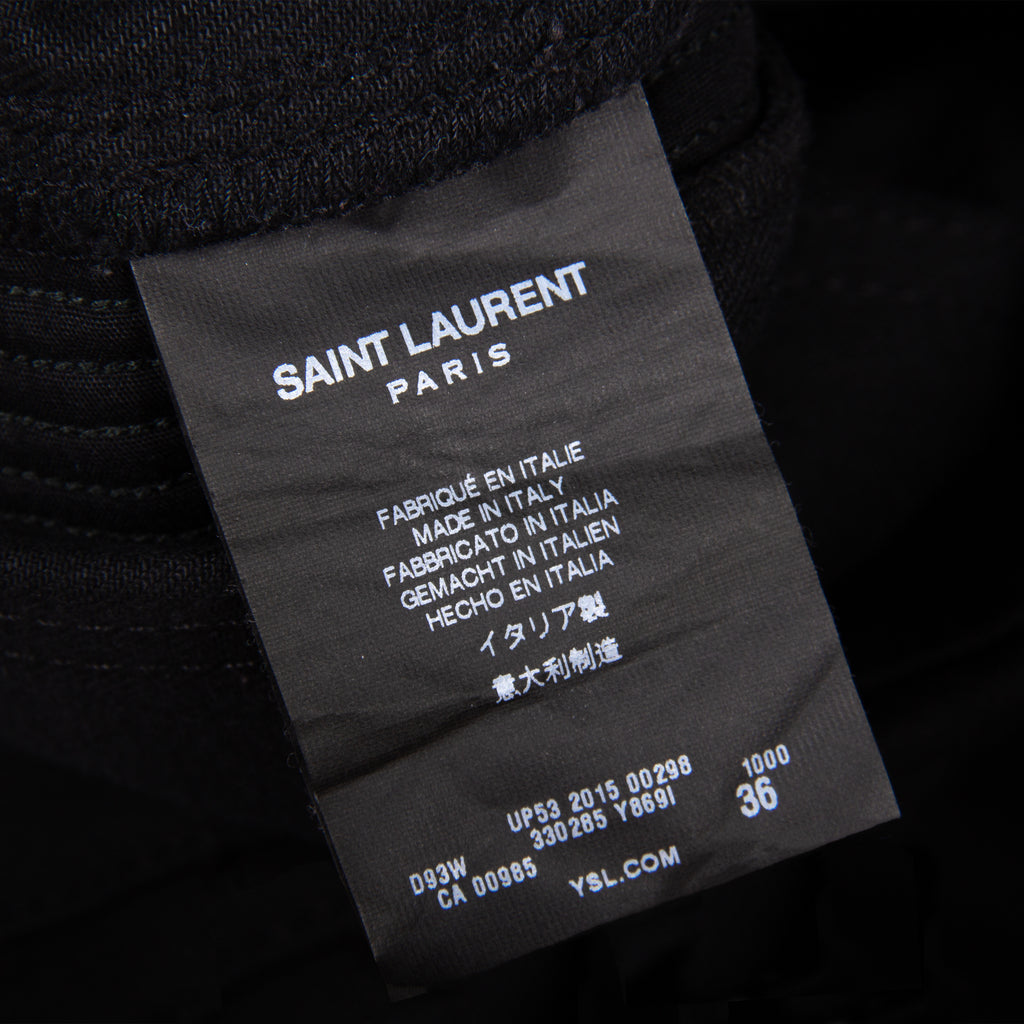 SAINT LAURENT
PARIS
FABRIQUÉ EN ITALIE
MADE IN ITALY
FABBRICATO IN ITALIA
GEMACHT IN ITALIEN
HECHO EN ITALIA
イタリア製
意大利制造
UP53 2015 00298 1000
330285 Y869I 36
D93W
CA 00985 YSL.COM